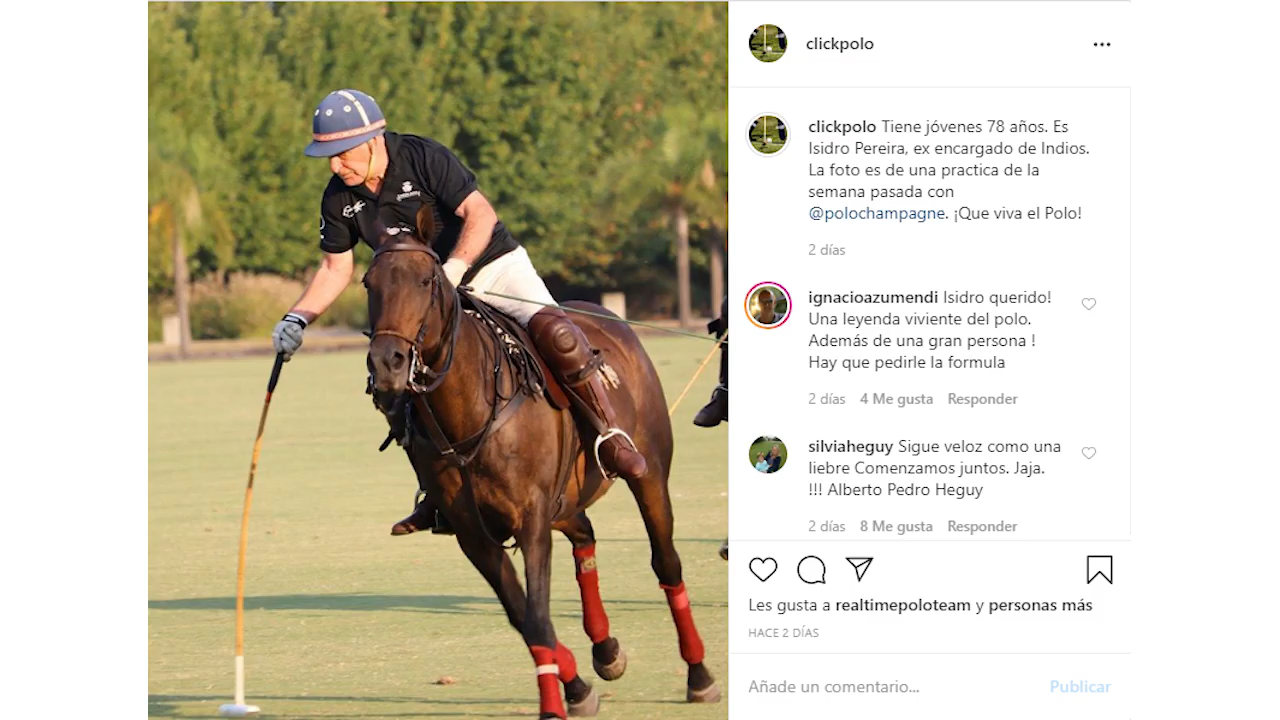 clickpolo
clickpolo Tiene jóvenes 78 años. Es
Isidro Pereira, ex encargado de Indios.
La foto es de una practica de la
semana pasada con
@polochampagne. ¡Que viva el Polo!
2 días
ignacioazumendi Isidro querido!
Una leyenda viviente del polo.
Además de una gran persona !
Hay que pedirle la formula
2 días 4 Me gusta Responder
silviaheguy Sigue veloz como una
liebre Comenzamos juntos. Jaja.
!!! Alberto Pedro Heguy
2 días 8 Me gusta Responder
Les gusta a realtimepoloteam y personas más
HACE 2 DÍAS
Añade un comentario... Publicar